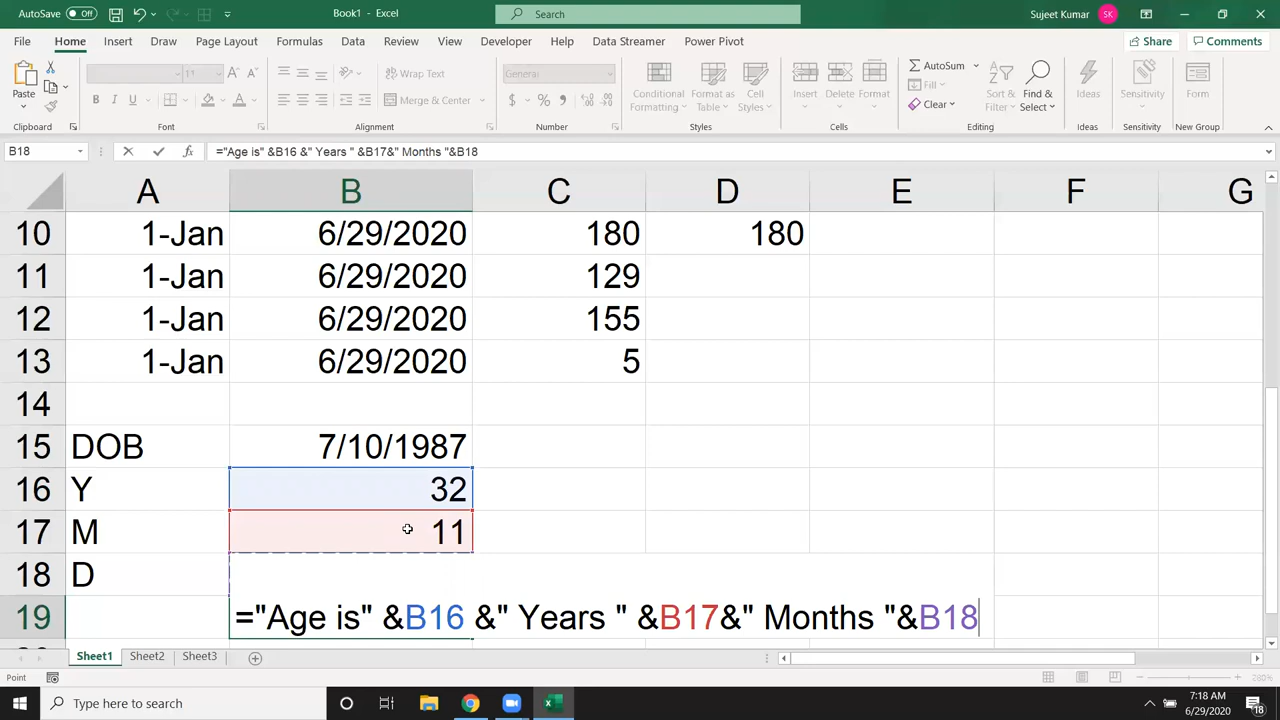 AutoSave Off Book1 - Excel Search Sujeet Kumar SK
File Home Insert Draw Page Layout Formulas Data Review View Developer Help Data Streamer Power Pivot Share Comments
Paste Wrap Text General AutoSum Fill Clear
B I U Merge & Center $ % Conditional Formatting Format as Table Cell Styles Insert Delete Format Sort & Filter Find & Select Ideas Sensitivity Form
Clipboard Font Alignment Number Styles Cells Editing Ideas Sensitivity New Group
B18 fx ="Age is" &B16 &" Years " &B17&" Months "&B18
A B C D E F G
10 1-Jan 6/29/2020 180 180
11 1-Jan 6/29/2020 129
12 1-Jan 6/29/2020 155
13 1-Jan 6/29/2020 5
14
15 DOB 7/10/1987
16 Y 32
17 M 11
18 D
19 ="Age is" &B16 &" Years " &B17&" Months "&B18
Sheet1 Sheet2 Sheet3
Point 280%
Type here to search 7:18 AM
6/29/2020 18